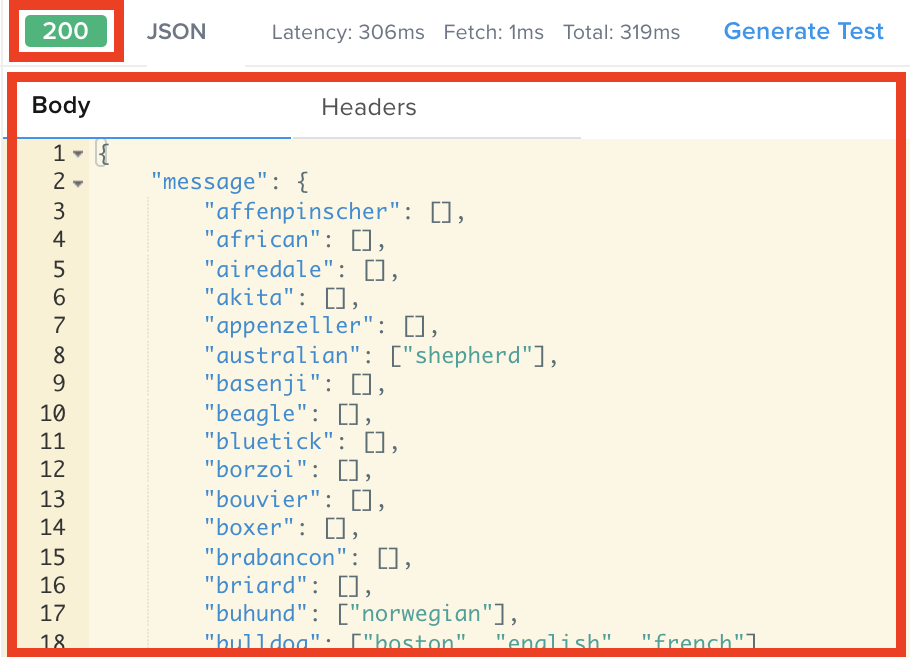 200 JSON Latency: 306ms Fetch: 1ms Total: 319ms Generate Test
Body Headers
1 {
2 "message": {
3 "affenpinscher": [],
4 "african": [],
5 "airedale": [],
6 "akita": [],
7 "appenzeller": [],
8 "australian": ["shepherd"],
9 "basenji": [],
10 "beagle": [],
11 "bluetick": [],
12 "borzoi": [],
13 "bouvier": [],
14 "boxer": [],
15 "brabancon": [],
16 "briard": [],
17 "buhund": ["norwegian"],
18 "bulldog": ["boston", "english", "french"]